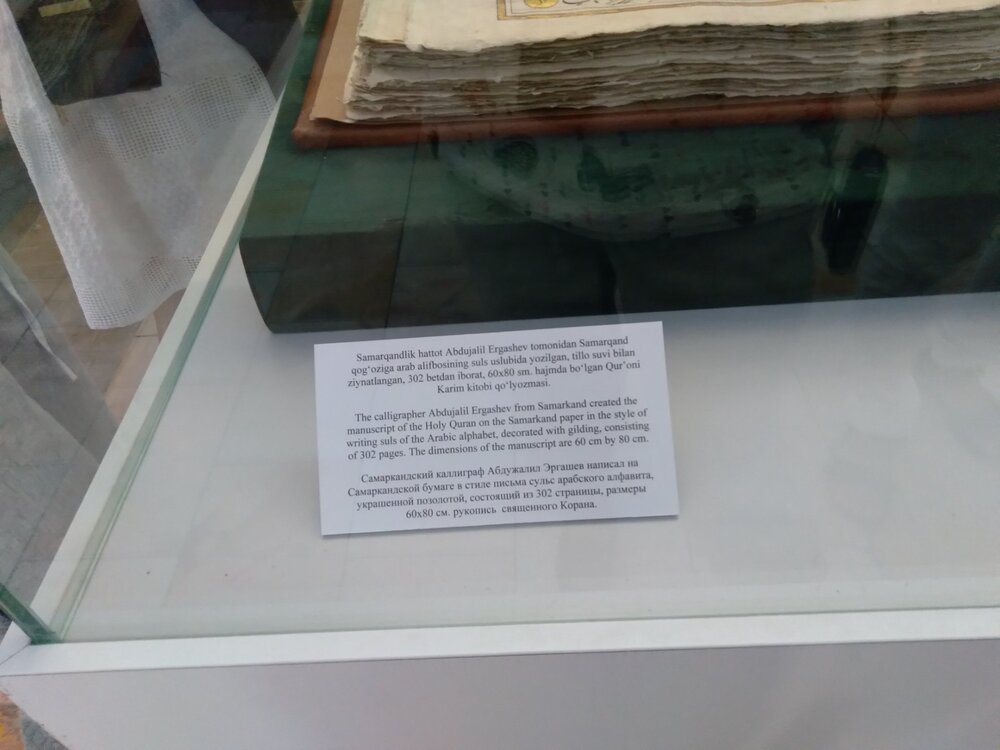 Samarqandlik hattot Abdujalil Ergashev tomonidan Samarqand
qog‘oziga arab alifbosining suls uslubida yozilgan, tillo suvi bilan
ziynatlangan, 302 betdan iborat, 60x80 sm. hajmda bo‘lgan Qur’oni
Karim kitobi qo‘lyozmasi.
The calligrapher Abdujalil Ergashev from Samarkand created the
manuscript of the Holy Quran on the Samarkand paper in the style of
writing suls of the Arabic alphabet, decorated with gilding, consisting
of 302 pages. The dimensions of the manuscript are 60 cm by 80 cm.
Самаркандский каллиграф Абдужалил Эргашев написал на
Самаркандской бумаге в стиле письма сульс арабского алфавита,
украшенной позолотой, состоящий из 302 страницы, размеры
60x80 см. рукопись священного Корана.